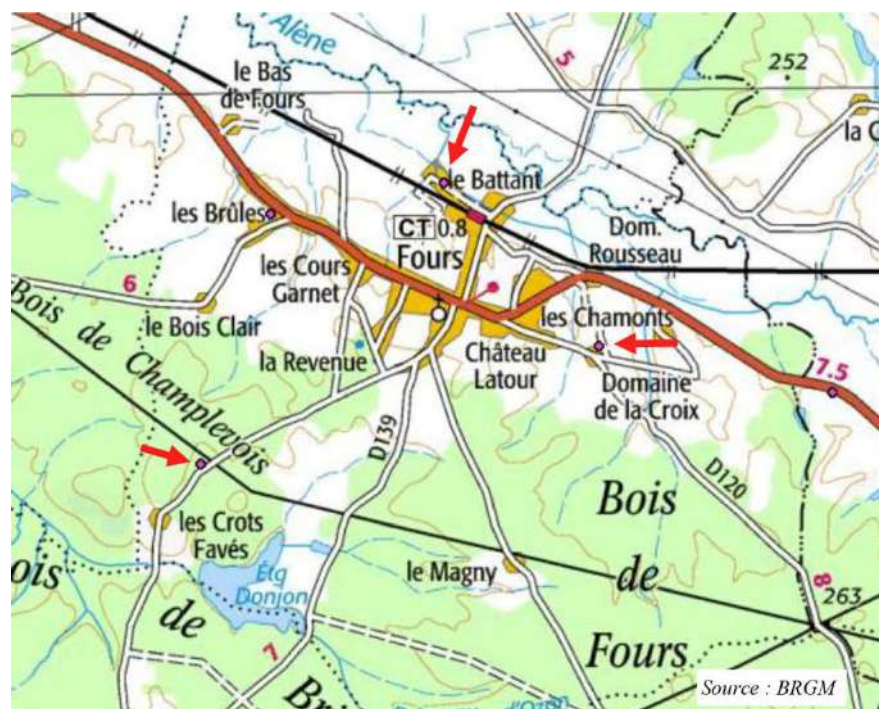 Alène
5
252
le Bas
de Fours
la C
le Battant
les Brûles
CT 0.8
Fours
Dom.
Rousseau
les Cours
Garnet
6
Bois
de
Champlevois
le Bois Clair
les Chamonts
la Revenue
Château
Latour
7.5
Domaine
de la Croix
D139
D120
Bois
de
Fours
les Crots
Favés
ois
Étg
Donjon
le Magny
de
8
263
7
Bri
d'Ozon
Source : BRGM